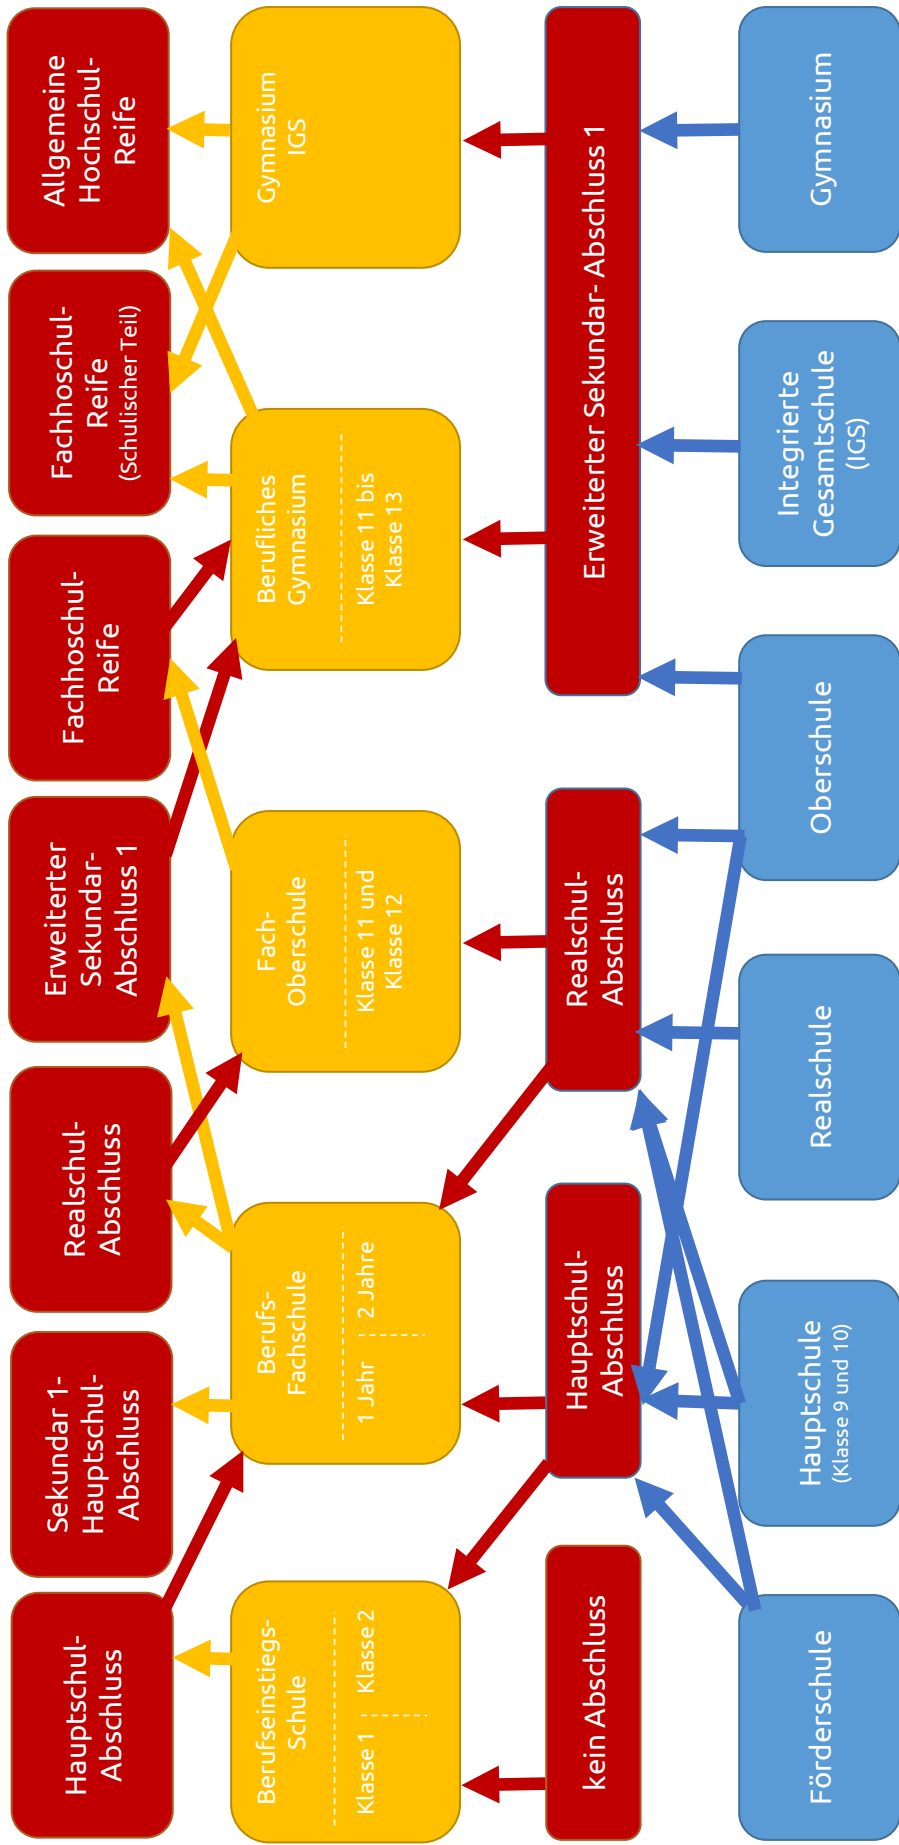 Hauptschul-
Abschluss
Sekundar 1-
Hauptschul-
Abschluss
Realschul-
Abschluss
Erweiterter
Sekundar-
Abschluss 1
Fachhoschul-
Reife
Fachhoschul-
Reife
(Schulischer Teil)
Allgemeine
Hochschul-
Reife
Berufseinstiegs-
Schule
Klasse 1
Klasse 2
Berufs-
Fachschule
1 Jahr
2 Jahre
Fach-
Oberschule
Klasse 11 und
Klasse 12
Berufliches
Gymnasium
Klasse 11 bis
Klasse 13
Gymnasium
IGS
kein Abschluss
Hauptschul-
Abschluss
Realschul-
Abschluss
Erweiterter Sekundar- Abschluss 1
Förderschule
Hauptschule
(Klasse 9 und 10)
Realschule
Oberschule
Integrierte
Gesamtschule
(IGS)
Gymnasium